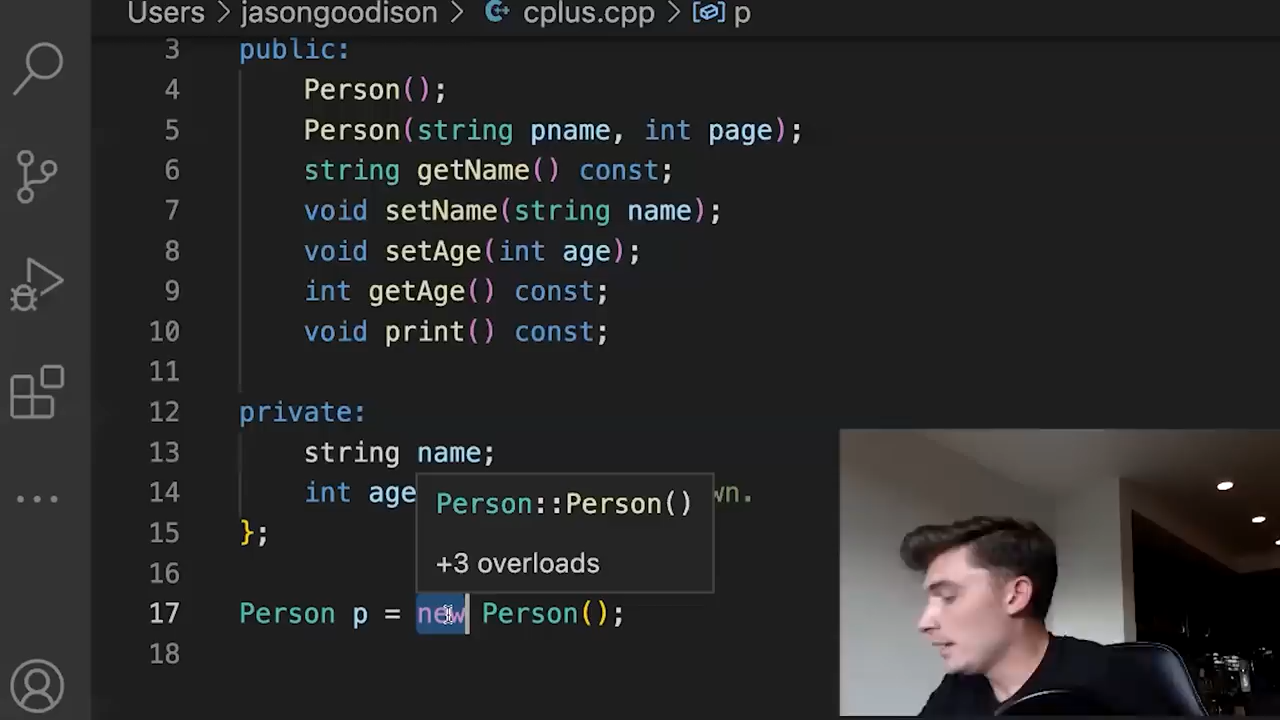 Users > jasongoodison > cplus.cpp > p
3 public:
4 Person();
5 Person(string pname, int page);
6 string getName() const;
7 void setName(string name);
8 void setAge(int age);
9 int getAge() const;
10 void print() const;
11
12 private:
13 string name;
14 int age wn.
Person::Person()
+3 overloads
15 };
16
17 Person p = new Person();
18